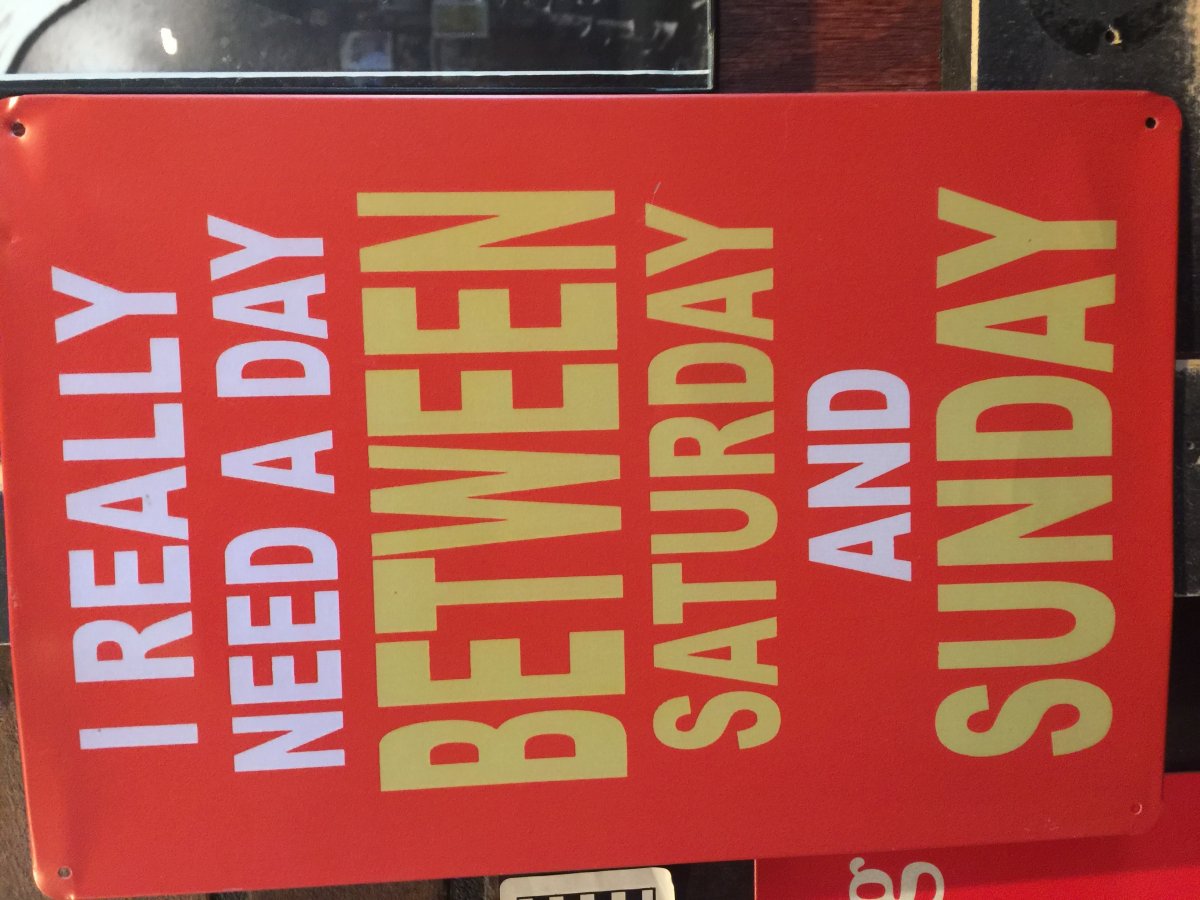 I REALLY
NEED A DAY
BETWEEN
SATURDAY
AND
SUNDAY
g